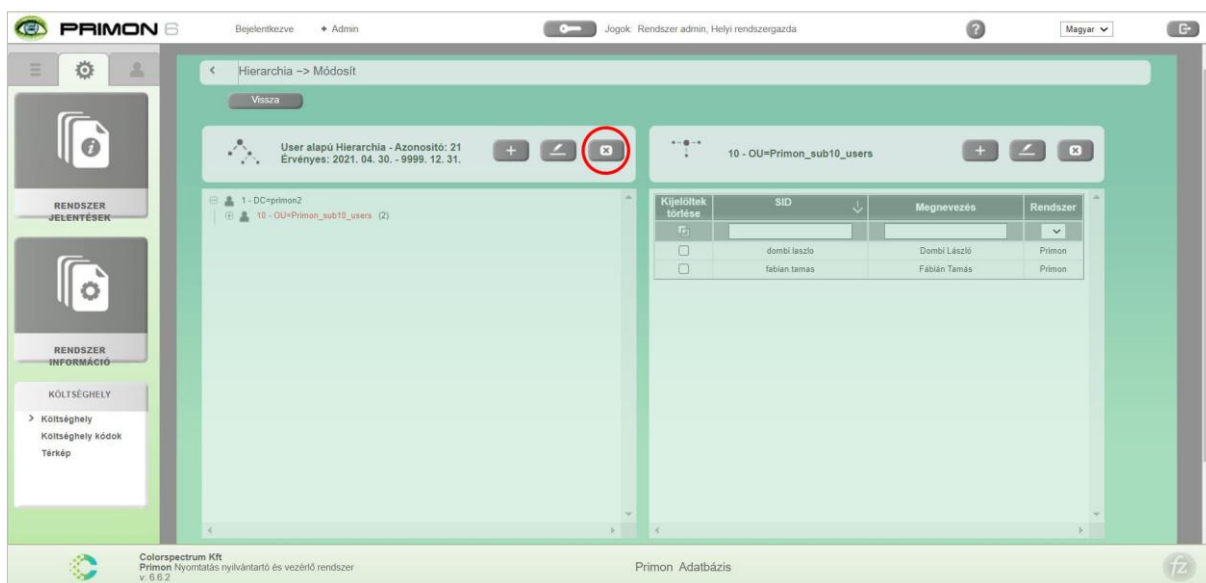 PRIMON 6
Bejelentkezve
Admin
Jogok: Rendszer admin, Helyi rendszergazda
?
Magyar
Hierarchia -> Módosít
Vissza
User alapú Hierarchia - Azonosító: 21
Érvényes: 2021. 04. 30. - 9999. 12. 31.
10 - OU=Primon_sub10_users
1 - DC=primon2
10 - OU=Primon_sub10_users (2)
Kijelöltek törlése
SID
Megnevezés
Rendszer
dombi.laszlo
Dombi László
Primon
fabian.tamas
Fábián Tamás
Primon
RENDSZER
JELENTÉSEK
RENDSZER
INFORMÁCIÓ
KÖLTSÉGHELY
> Költséghely
Költséghely kódok
Térkép
Colorspectrum Kft
Primon Nyomtatás nyilvántartó és vezérlő rendszer
v: 6.6.2
Primon Adatbázis
fz